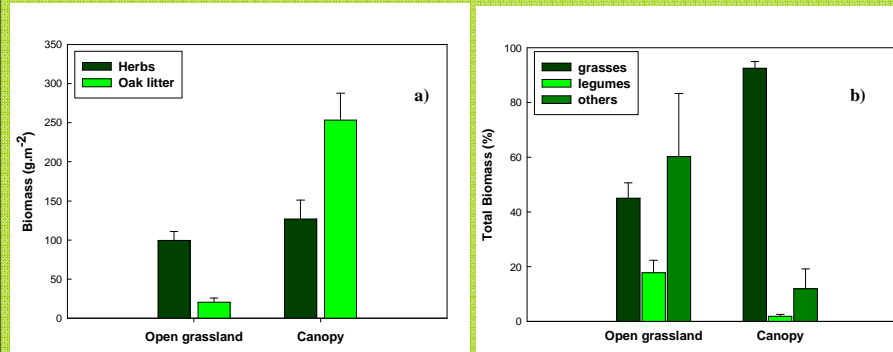 350
300
250
200
150
100
50
0
Biomass (g.m-2)
Herbs
Oak litter
a)
Open grassland
Canopy
100
80
60
40
20
0
Total Biomass (%)
grasses
legumes
others
b)
Open grassland
Canopy